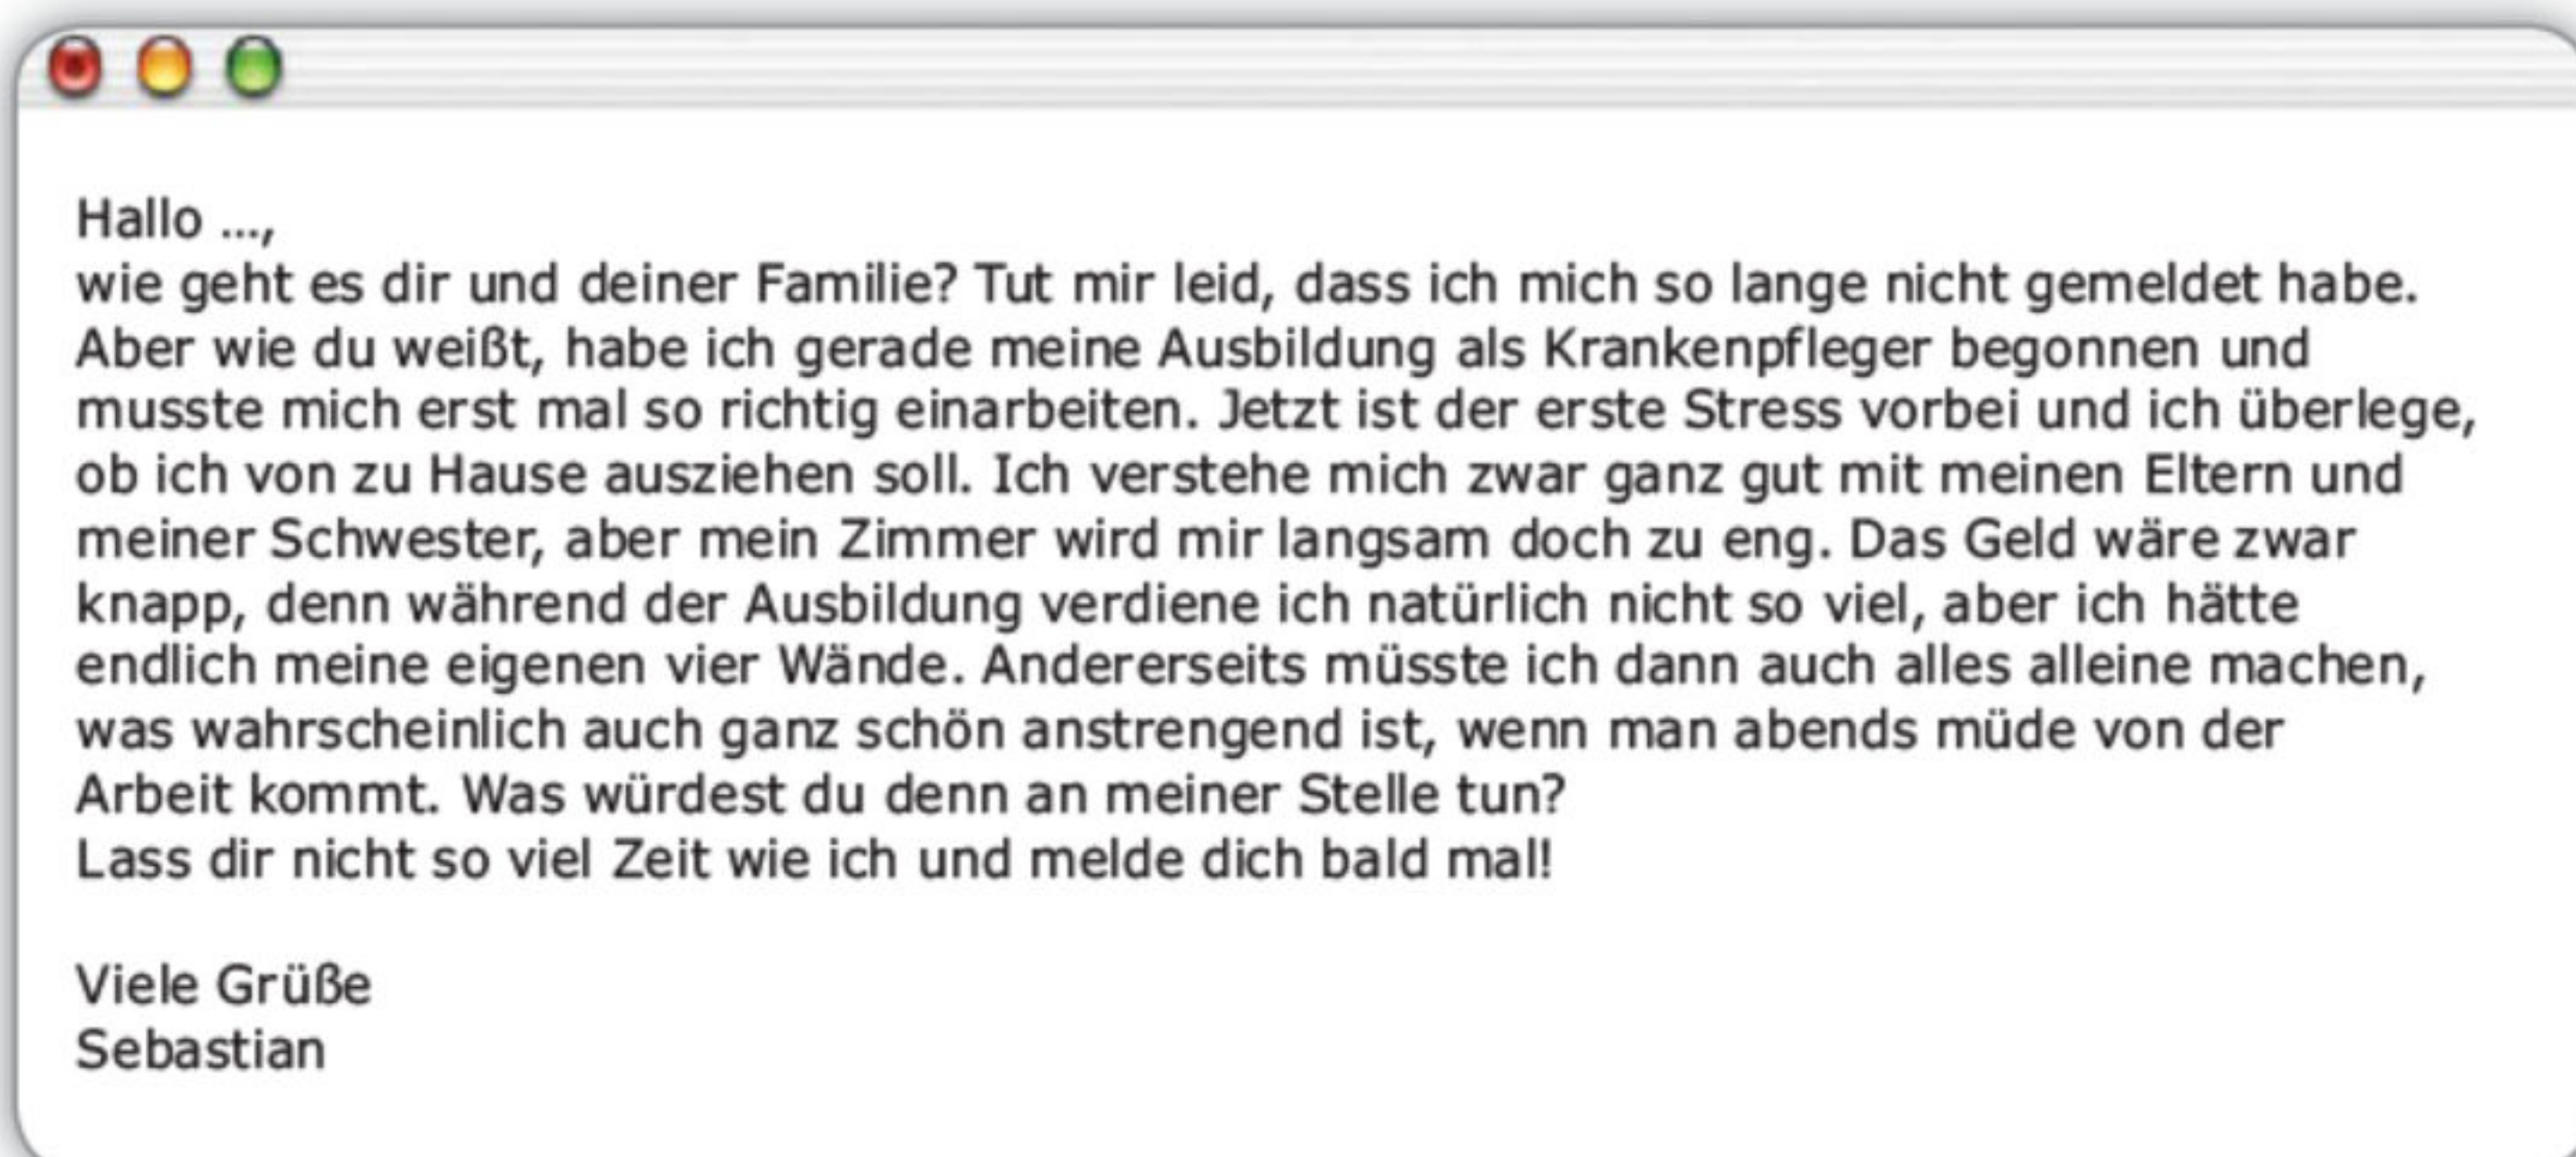 Hallo ...,
wie geht es dir und deiner Familie? Tut mir leid, dass ich mich so lange nicht gemeldet habe.
Aber wie du weißt, habe ich gerade meine Ausbildung als Krankenpfleger begonnen und
musste mich erst mal so richtig einarbeiten. Jetzt ist der erste Stress vorbei und ich überlege,
ob ich von zu Hause ausziehen soll. Ich verstehe mich zwar ganz gut mit meinen Eltern und
meiner Schwester, aber mein Zimmer wird mir langsam doch zu eng. Das Geld wäre zwar
knapp, denn während der Ausbildung verdiene ich natürlich nicht so viel, aber ich hätte
endlich meine eigenen vier Wände. Andererseits müsste ich dann auch alles alleine machen,
was wahrscheinlich auch ganz schön anstrengend ist, wenn man abends müde von der
Arbeit kommt. Was würdest du denn an meiner Stelle tun?
Lass dir nicht so viel Zeit wie ich und melde dich bald mal!
Viele Grüße
Sebastian